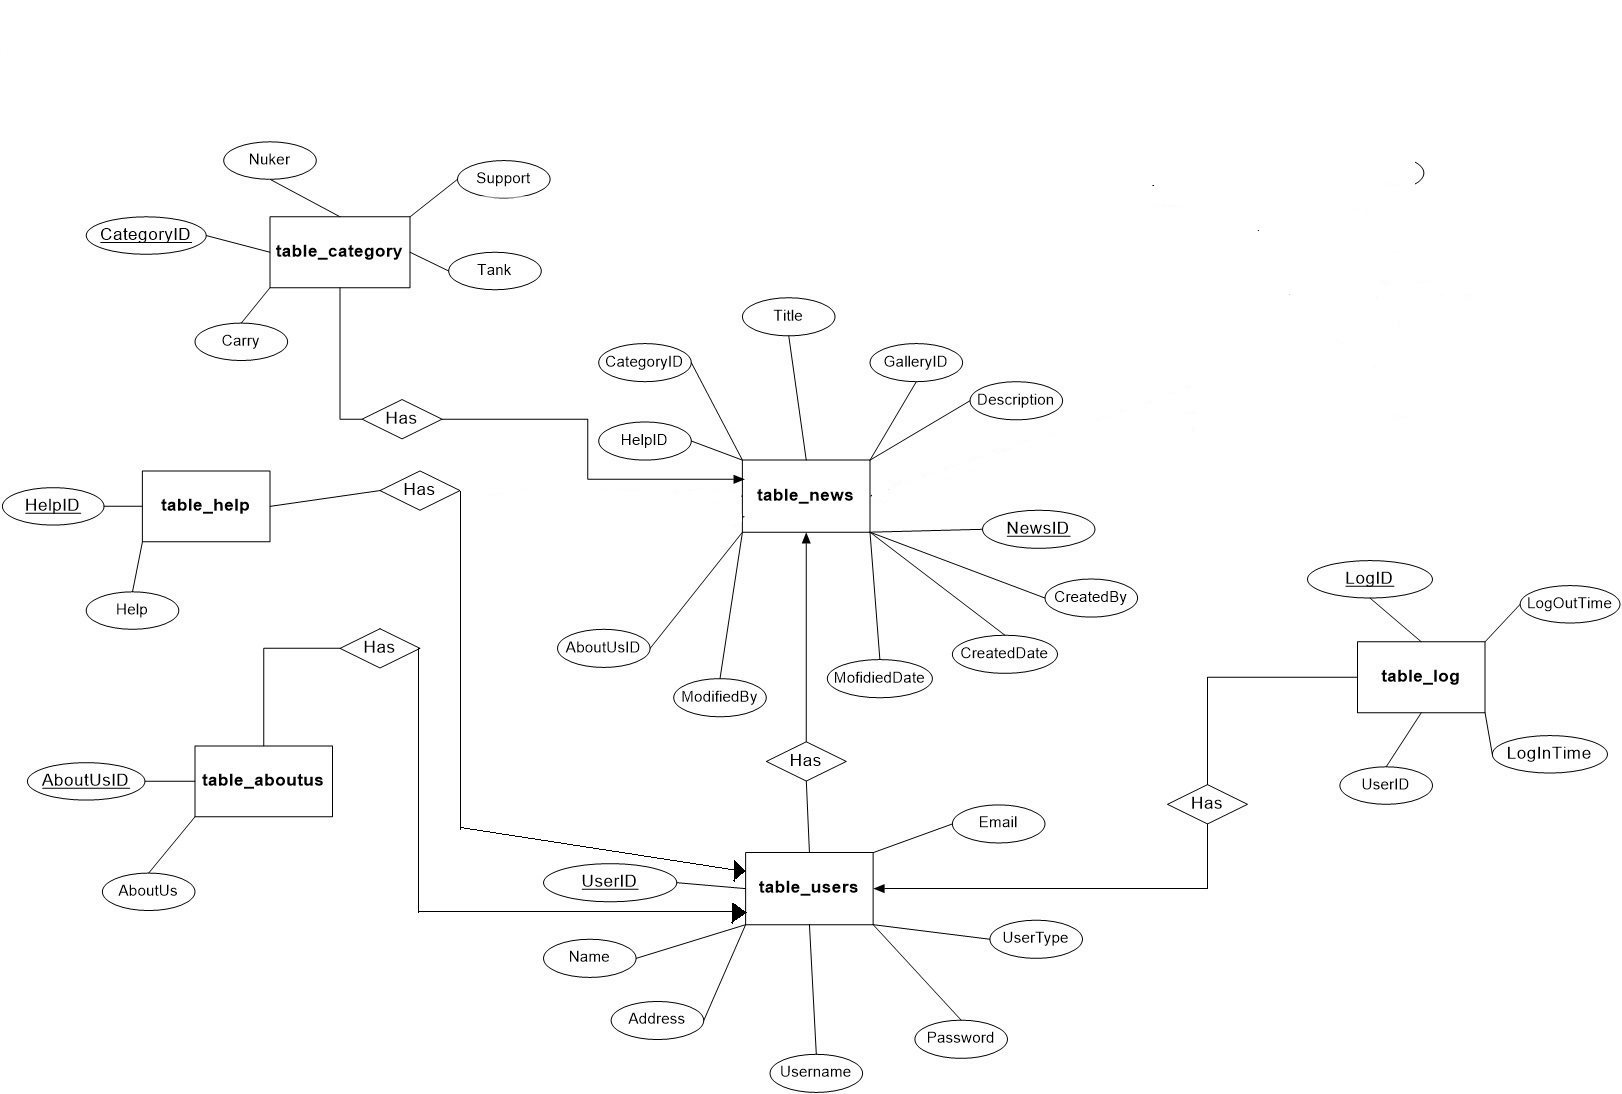 Nuker
Support
CategoryID
table_category
Tank
Carry
Title
CategoryID
GalleryID
Description
Has
HelpID
Has
table_news
HelpID
table_help
NewsID
Help
CreatedBy
LogID
LogOutTime
Has
AboutUsID
CreatedDate
MofidiedDate
ModifiedBy
table_log
LogInTime
UserID
Has
AboutUsID
table_aboutus
Has
Email
AboutUs
UserID
table_users
UserType
Name
Address
Password
Username